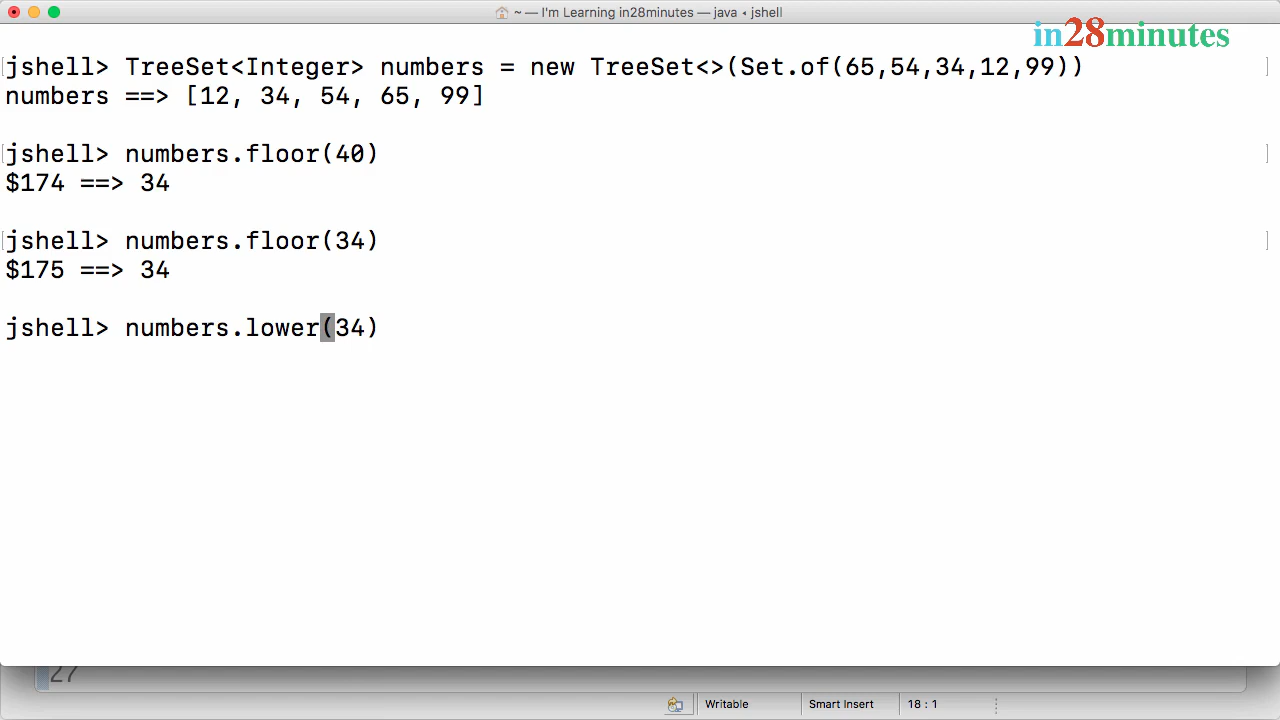 ~ — I'm Learning in28minutes — java ◂ jshell
in28minutes
jshell> TreeSet<Integer> numbers = new TreeSet<>(Set.of(65,54,34,12,99))
numbers ==> [12, 34, 54, 65, 99]
jshell> numbers.floor(40)
$174 ==> 34
jshell> numbers.floor(34)
$175 ==> 34
jshell> numbers.lower(34)
27
Writable
Smart Insert
18 : 1